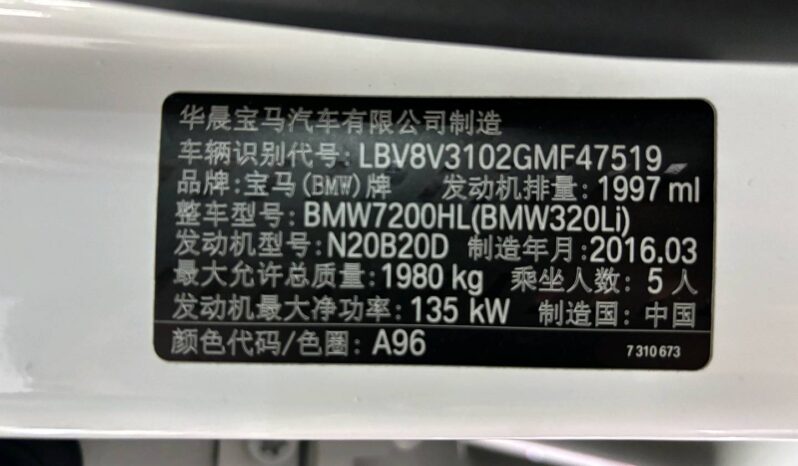 华晨宝马汽车有限公司制造
车辆识别代号: LBV8V3102GMF47519
品牌: 宝马(BMW)牌 发动机排量: 1997 ml
整车型号: BMW7200HL(BMW320Li)
发动机型号: N20B20D 制造年月: 2016.03
最大允许总质量: 1980 kg 乘坐人数: 5 人
发动机最大净功率: 135 kW 制造国: 中国
颜色代码/色圈: A96 7 310 673